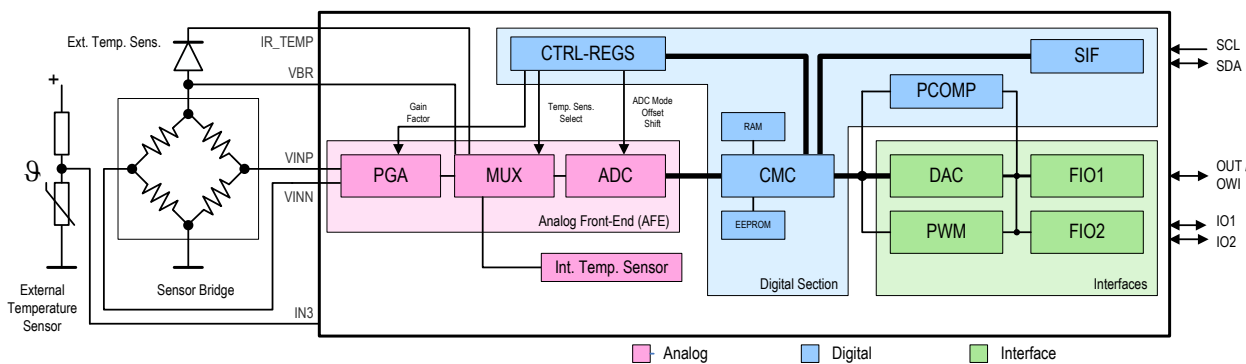 Ext. Temp. Sens.
IR_TEMP
VBR
+
ϑ
VINP
VINN
IN3
External
Temperature
Sensor
Sensor Bridge
CTRL-REGS
SIF
SCL
SDA
PCOMP
Gain
Factor
Temp. Sens.
Select
ADC Mode
Offset
Shift
RAM
PGA
MUX
ADC
CMC
DAC
FIO1
OUT /
OWI
Analog Front-End (AFE)
EEPROM
PWM
FIO2
IO1
IO2
Int. Temp. Sensor
Digital Section
Interfaces
Analog
Digital
Interface